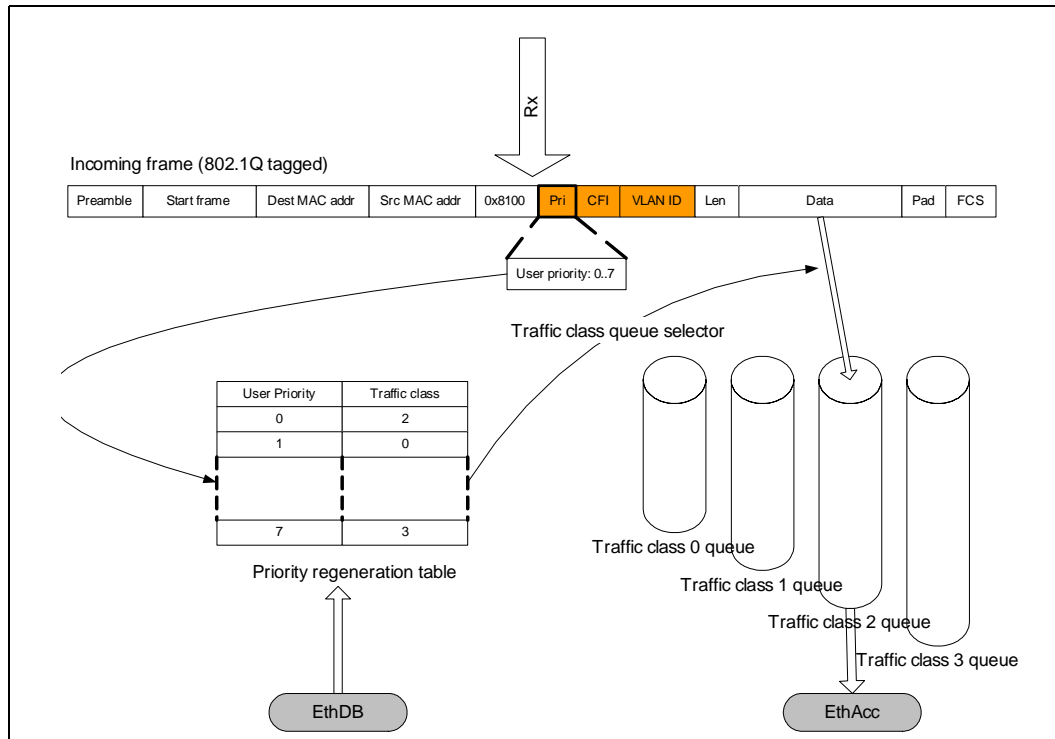 Rx
Incoming frame (802.1Q tagged)
Preamble Start frame Dest MAC addr Src MAC addr 0x8100 Pri CFI VLAN ID Len Data Pad FCS
User priority: 0..7
Traffic class queue selector
User Priority Traffic class
0 2
1 0
7 3
Priority regeneration table
Traffic class 0 queue
Traffic class 1 queue
Traffic class 2 queue
Traffic class 3 queue
EthDB
EthAcc